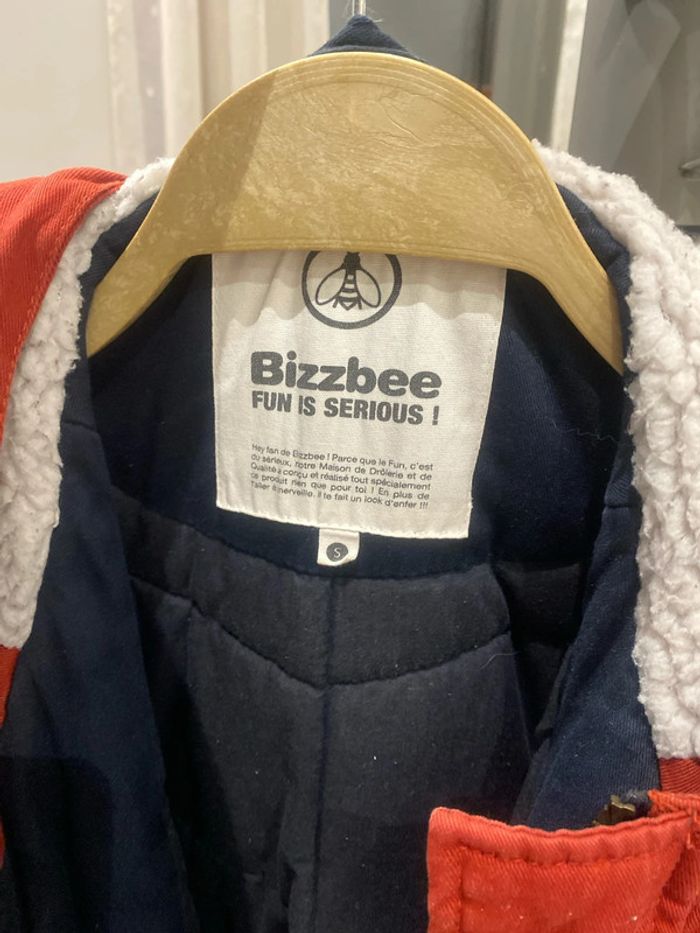 Bizzbee
FUN IS SERIOUS !
Hey fan de Bizzbee ! Parce que le Fun, c'est
du sérieux, notre Maison de Drôlerie et de
Qualité a conçu et réalisé tout spécialement
ce produit rien que pour toi ! En plus de
t'aller à merveille, il te fait un look d'enfer !!!
S